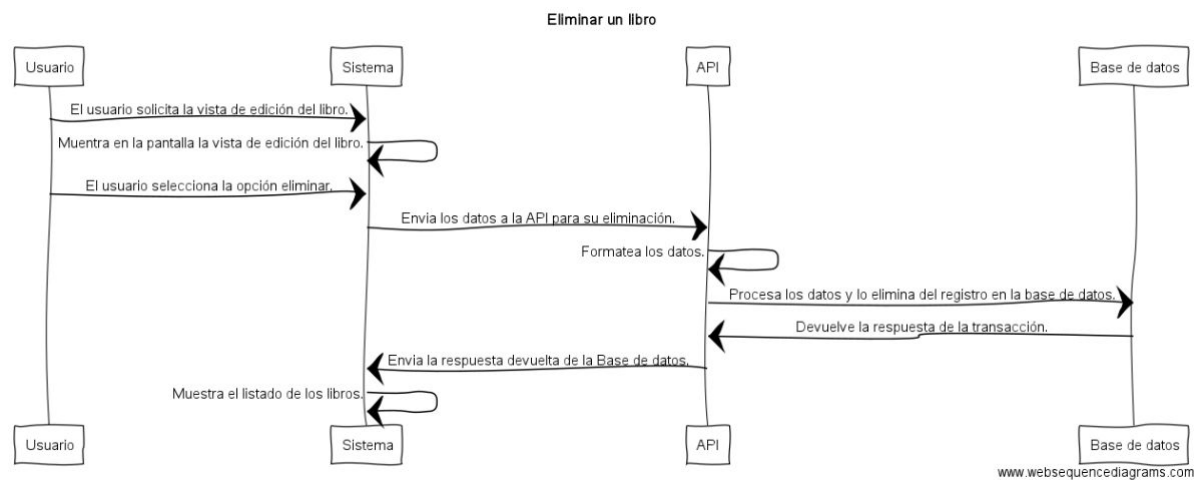 Eliminar un libro
Usuario Sistema API Base de datos
El usuario solicita la vista de edición del libro.
Muentra en la pantalla la vista de edición del libro.
El usuario selecciona la opción eliminar.
Envia los datos a la API para su eliminación.
Formatea los datos.
Procesa los datos y lo elimina del registro en la base de datos.
Devuelve la respuesta de la transacción.
Envia la respuesta devuelta de la Base de datos.
Muestra el listado de los libros.
Usuario Sistema API Base de datos
www.websequencediagrams.com